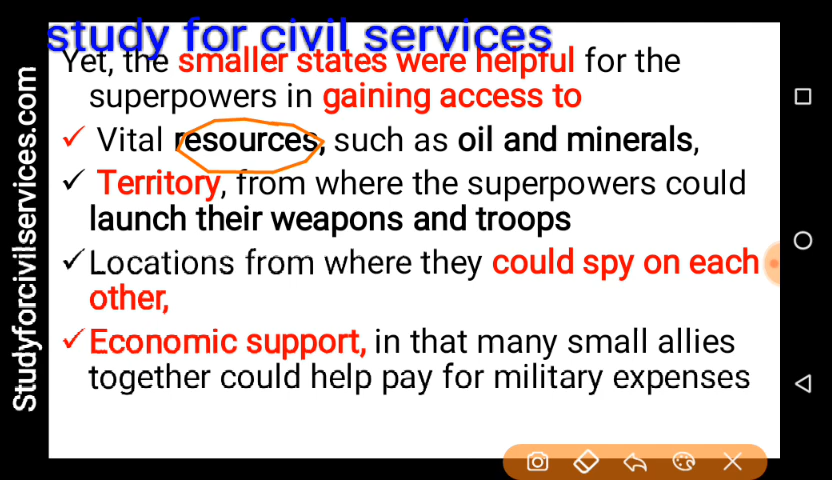 study for civil services
Yet, the smaller states were helpful for the
superpowers in gaining access to
Vital resources, such as oil and minerals,
Territory, from where the superpowers could
launch their weapons and troops
Locations from where they could spy on each
other,
Economic support, in that many small allies
together could help pay for military expenses
Studyforcivilservices.com